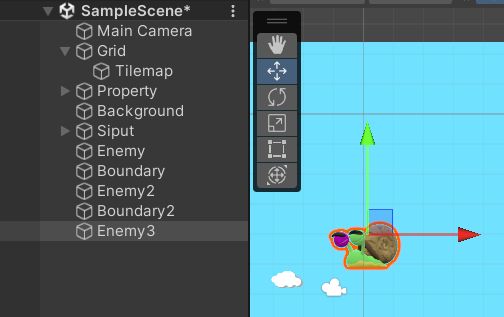 SampleScene*
Main Camera
Grid
Tilemap
Property
Background
Siput
Enemy
Boundary
Enemy2
Boundary2
Enemy3